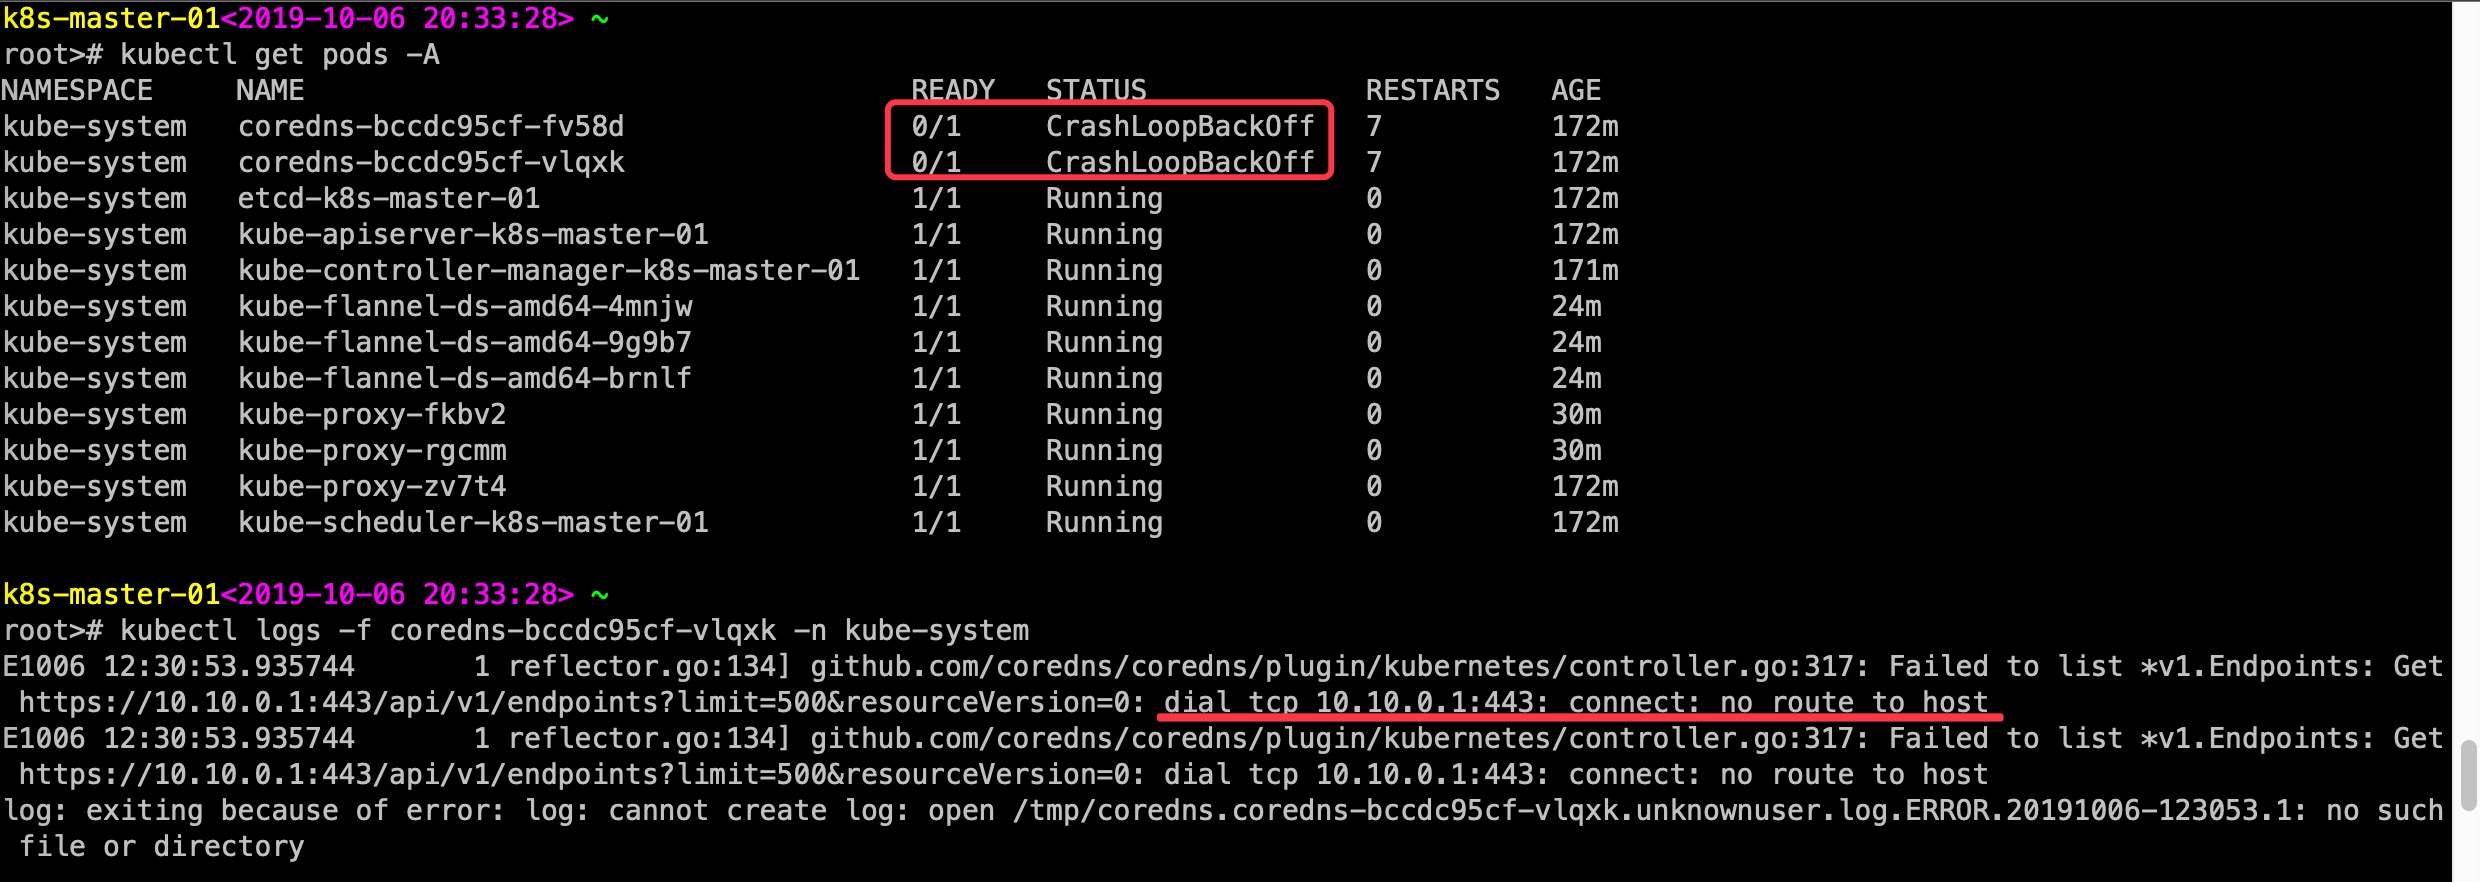 k8s-master-01<2019-10-06 20:33:28> ~
root># kubectl get pods -A
NAMESPACE     NAME                                    READY   STATUS             RESTARTS   AGE
kube-system   coredns-bccdc95cf-fv58d                 0/1     CrashLoopBackOff   7          172m
kube-system   coredns-bccdc95cf-vlqxk                 0/1     CrashLoopBackOff   7          172m
kube-system   etcd-k8s-master-01                      1/1     Running            0          172m
kube-system   kube-apiserver-k8s-master-01            1/1     Running            0          172m
kube-system   kube-controller-manager-k8s-master-01   1/1     Running            0          171m
kube-system   kube-flannel-ds-amd64-4mnjw             1/1     Running            0          24m
kube-system   kube-flannel-ds-amd64-9g9b7             1/1     Running            0          24m
kube-system   kube-flannel-ds-amd64-brnlf             1/1     Running            0          24m
kube-system   kube-proxy-fkbv2                        1/1     Running            0          30m
kube-system   kube-proxy-rgcmm                        1/1     Running            0          30m
kube-system   kube-proxy-zv7t4                        1/1     Running            0          172m
kube-system   kube-scheduler-k8s-master-01            1/1     Running            0          172m
k8s-master-01<2019-10-06 20:33:28> ~
root># kubectl logs -f coredns-bccdc95cf-vlqxk -n kube-system
E1006 12:30:53.935744       1 reflector.go:134] github.com/coredns/coredns/plugin/kubernetes/controller.go:317: Failed to list *v1.Endpoints: Get
 https://10.10.0.1:443/api/v1/endpoints?limit=500&resourceVersion=0: dial tcp 10.10.0.1:443: connect: no route to host
E1006 12:30:53.935744       1 reflector.go:134] github.com/coredns/coredns/plugin/kubernetes/controller.go:317: Failed to list *v1.Endpoints: Get
 https://10.10.0.1:443/api/v1/endpoints?limit=500&resourceVersion=0: dial tcp 10.10.0.1:443: connect: no route to host
log: exiting because of error: log: cannot create log: open /tmp/coredns.coredns-bccdc95cf-vlqxk.unknownuser.log.ERROR.20191006-123053.1: no such
 file or directory